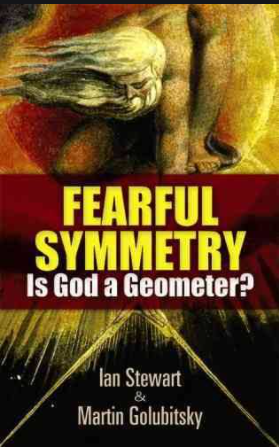 FEARFUL
SYMMETRY
Is God a Geometer?
Ian Stewart
&
Martin Golubitsky